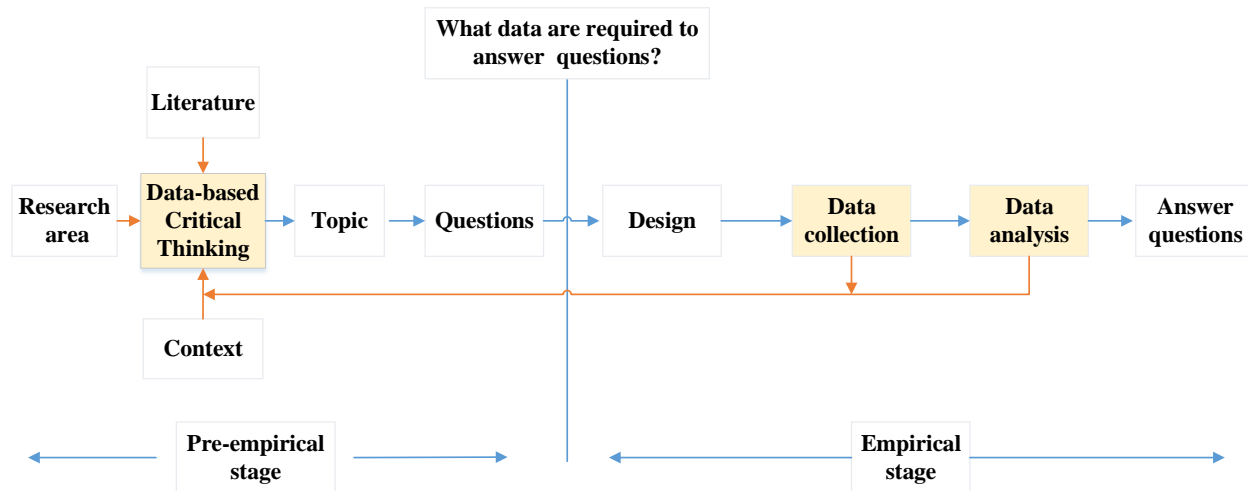 What data are required to
answer questions?
Literature
Research
area
Data-based
Critical
Thinking
Topic
Questions
Design
Data
collection
Data
analysis
Answer
questions
Context
Pre-empirical
stage
Empirical
stage